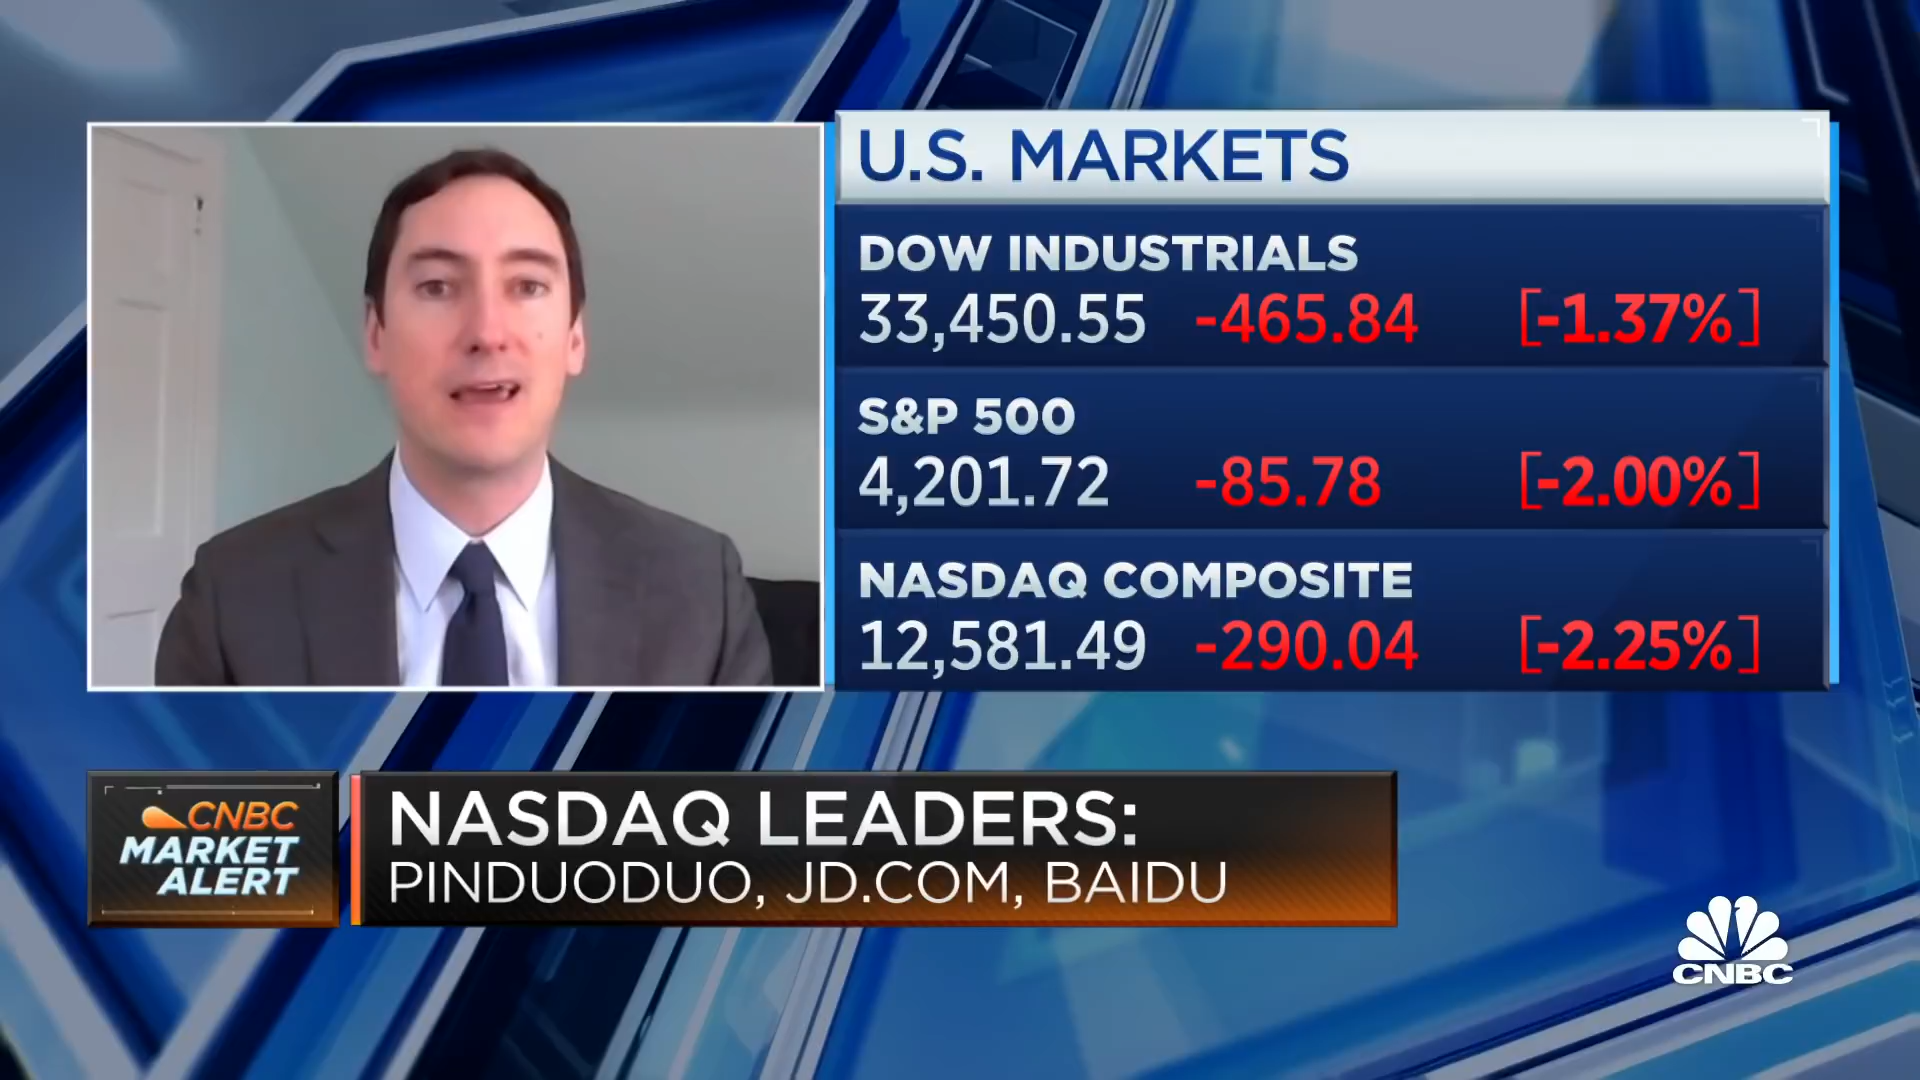 U.S. MARKETS
DOW INDUSTRIALS
33,450.55 -465.84 [-1.37%]
S&P 500
4,201.72 -85.78 [-2.00%]
NASDAQ COMPOSITE
12,581.49 -290.04 [-2.25%]
CNBC
MARKET
ALERT
NASDAQ LEADERS:
PINDUODUO, JD.COM, BAIDU
CNBC